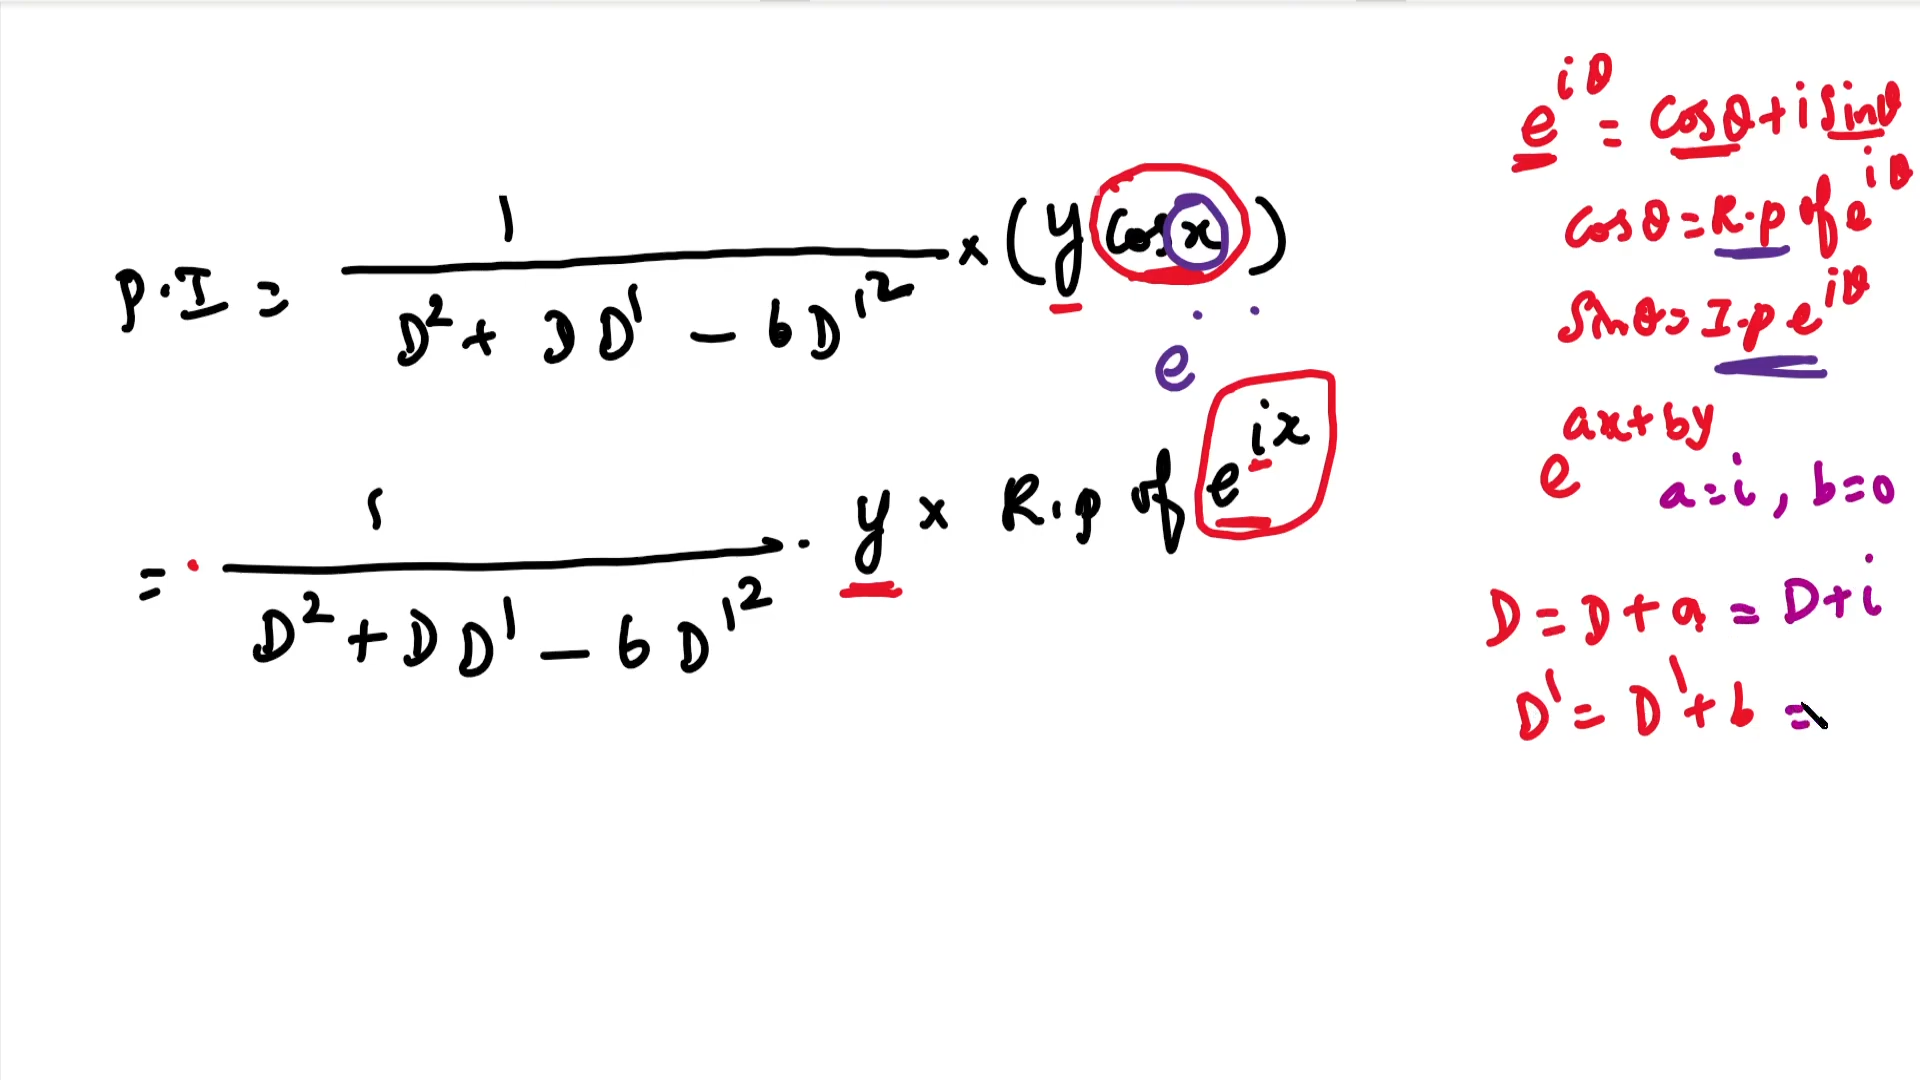 P.I = 1 / (D² + D D' - 6 D'²) × (y cos x)
e
= 1 / (D² + D D' - 6 D'²) . y × R.p of e^{ix}
e^{iθ} = cosθ + i sinθ
cosθ = R.p of e^{iθ}
sinθ = I.p e^{iθ}
e^{ax+by}
a=i, b=0
D = D + a = D+i
D' = D' + b =